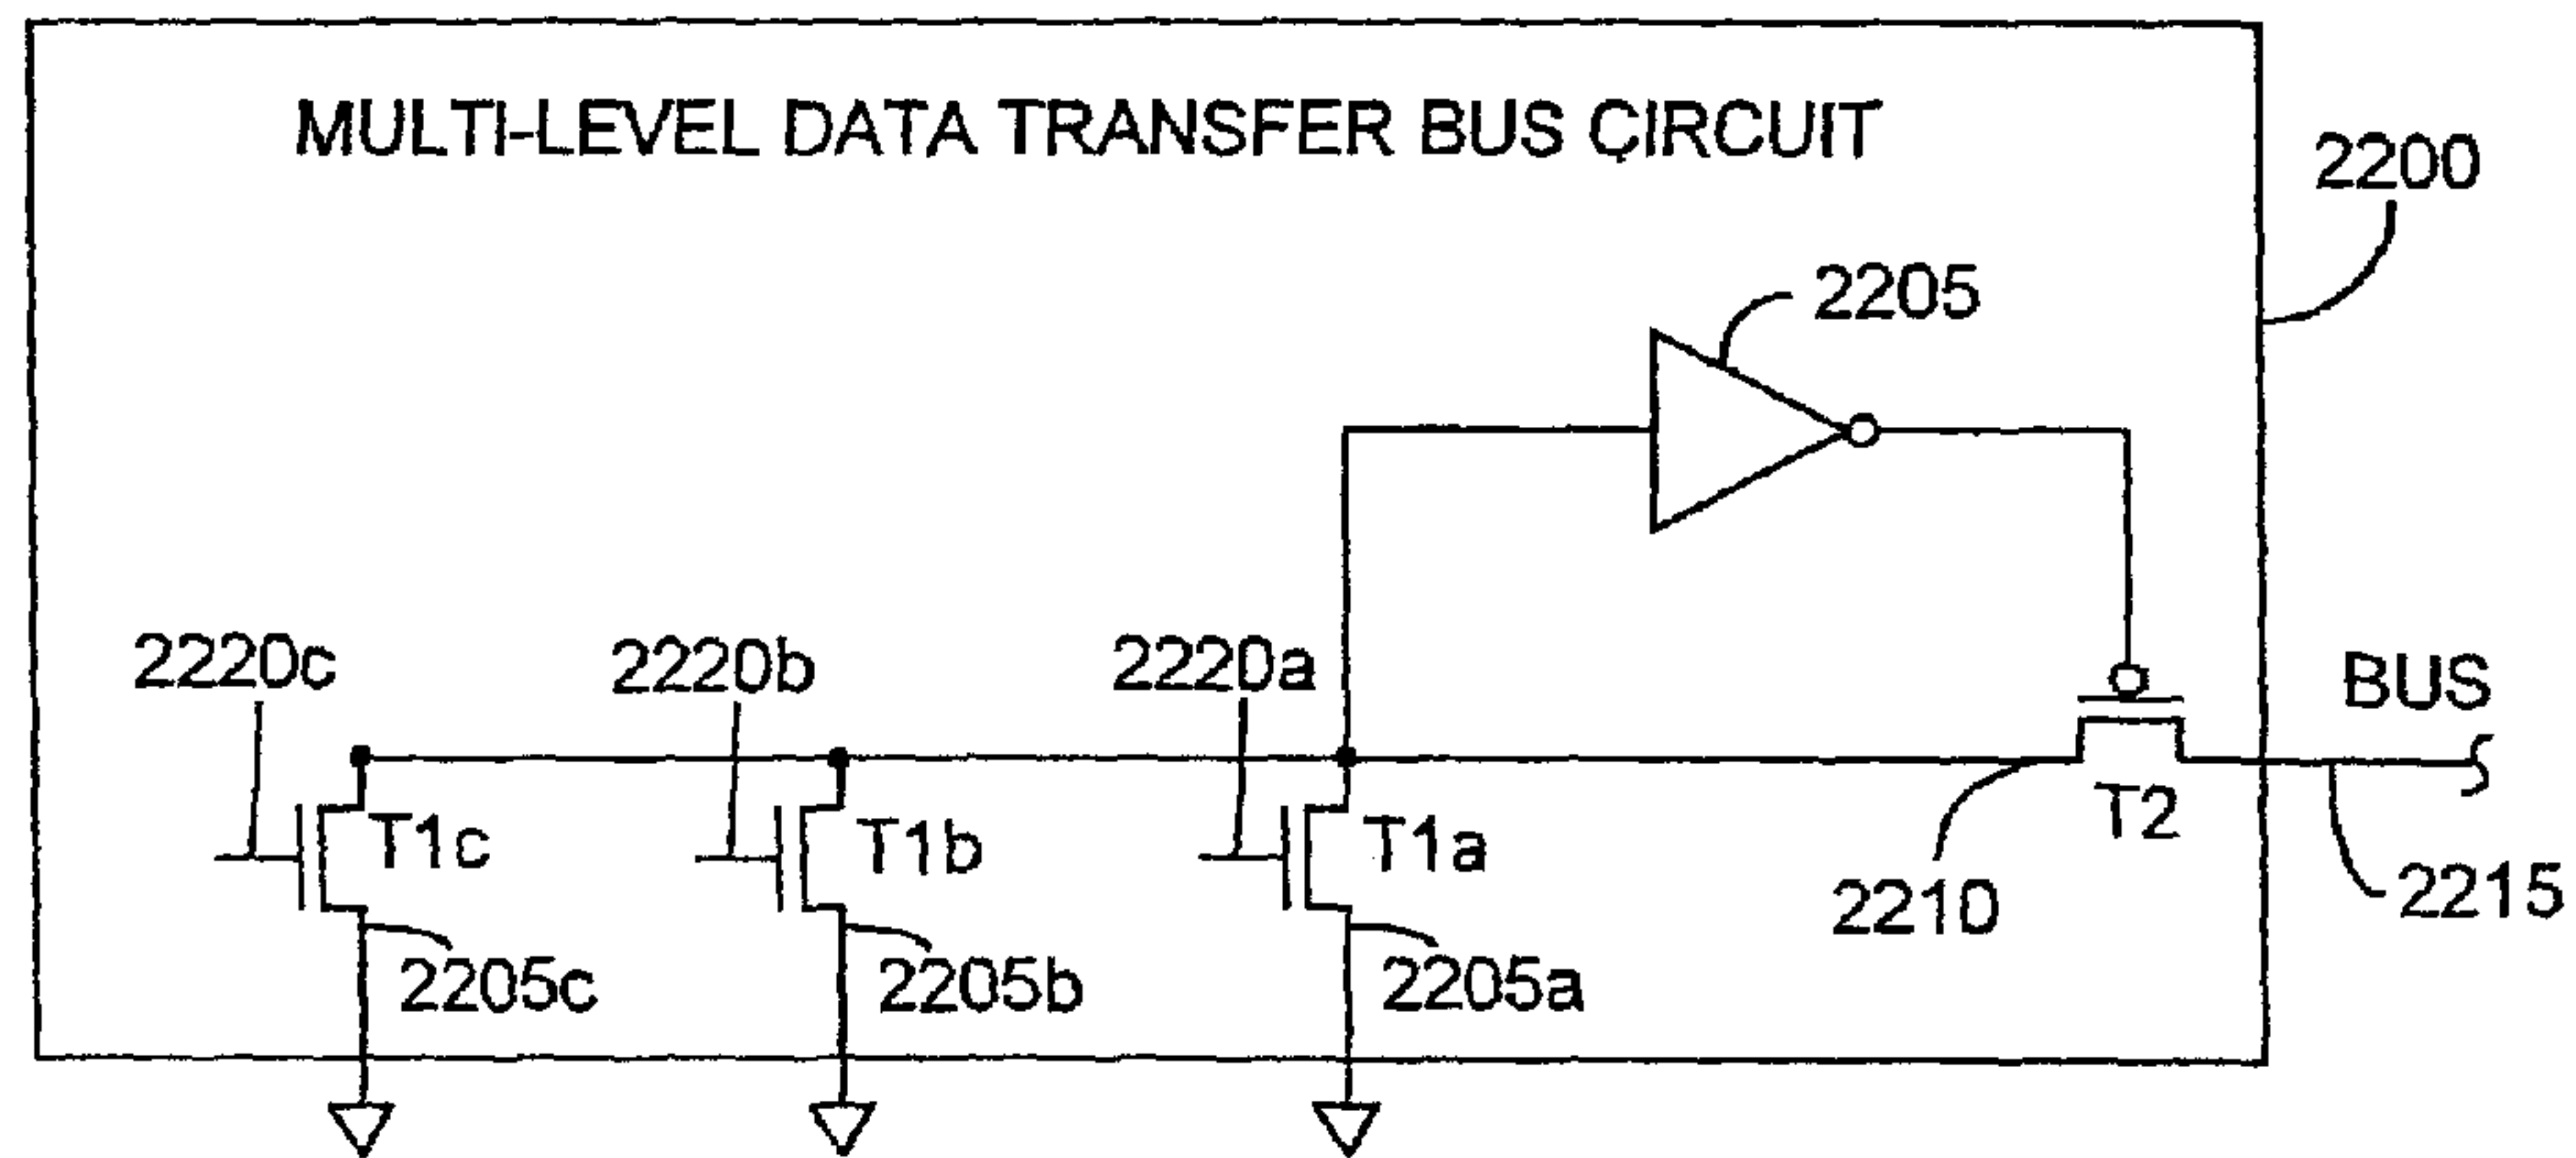 MULTI-LEVEL DATA TRANSFER BUS CIRCUIT
2200
2205
2220c
2220b
2220a
BUS
T1c
T1b
T1a
T2
2210
2215
2205c
2205b
2205a